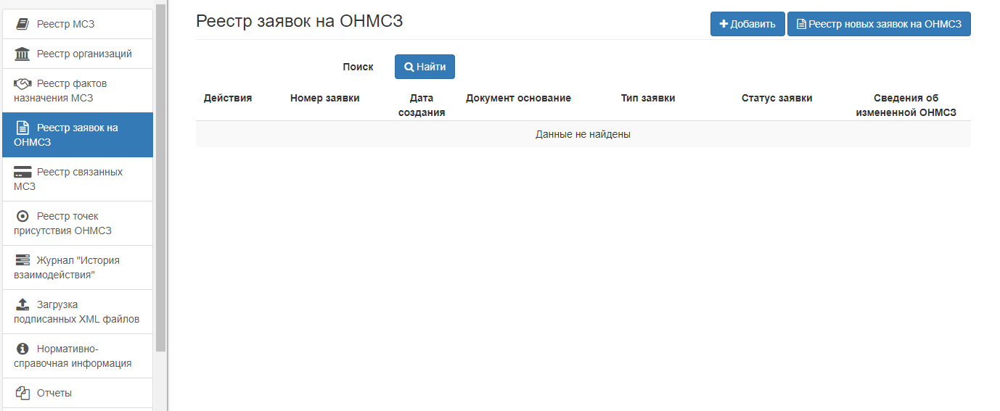 Реестр МСЗ
Реестр организаций
Реестр фактов
назначения МСЗ
Реестр заявок на
ОНМСЗ
Реестр связанных
МСЗ
Реестр точек
присутствия ОНМСЗ
Журнал "История
взаимодействия"
Загрузка
подписанных XML файлов
Нормативно-
справочная информация
Отчеты
Реестр заявок на ОНМСЗ
Добавить
Реестр новых заявок на ОНМСЗ
Поиск
Найти
Действия
Номер заявки
Дата
создания
Документ основание
Тип заявки
Статус заявки
Сведения об
измененной ОНМСЗ
Данные не найдены